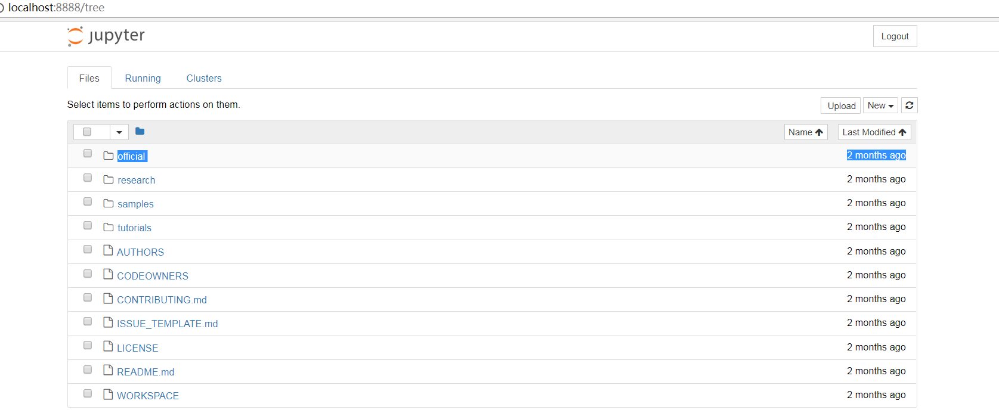 localhost:8888/tree
jupyter
Logout
Files Running Clusters
Select items to perform actions on them.
Upload New
Name Last Modified
official 2 months ago
research 2 months ago
samples 2 months ago
tutorials 2 months ago
AUTHORS 2 months ago
CODEOWNERS 2 months ago
CONTRIBUTING.md 2 months ago
ISSUE_TEMPLATE.md 2 months ago
LICENSE 2 months ago
README.md 2 months ago
WORKSPACE 2 months ago